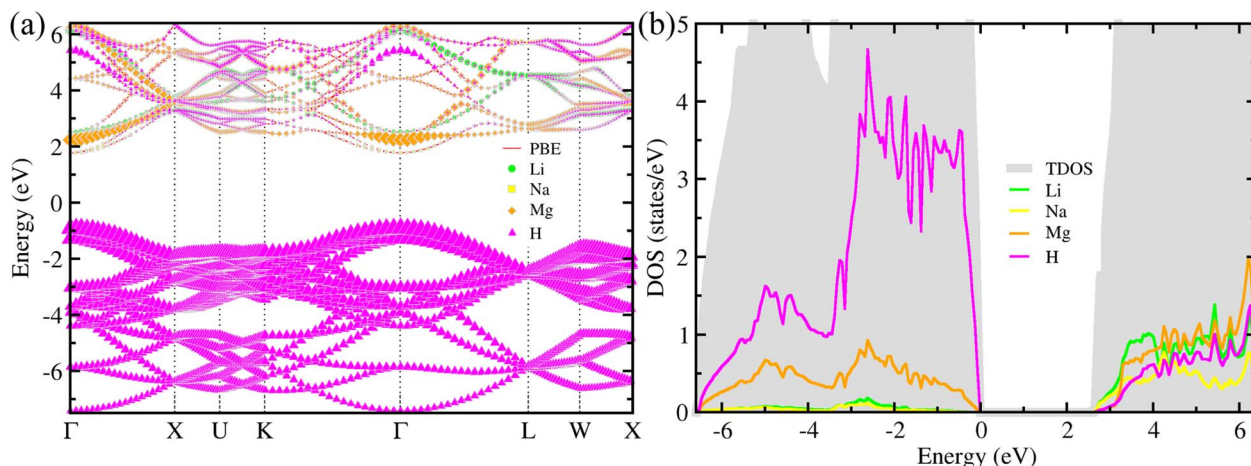 (a)
Energy (eV)
6
4
2
0
-2
-4
-6
PBE
Li
Na
Mg
H
Γ X U K Γ L W X
(b)
DOS (states/eV)
5
4
3
2
1
0
TDOS
Li
Na
Mg
H
-6 -4 -2 0 2 4 6
Energy (eV)